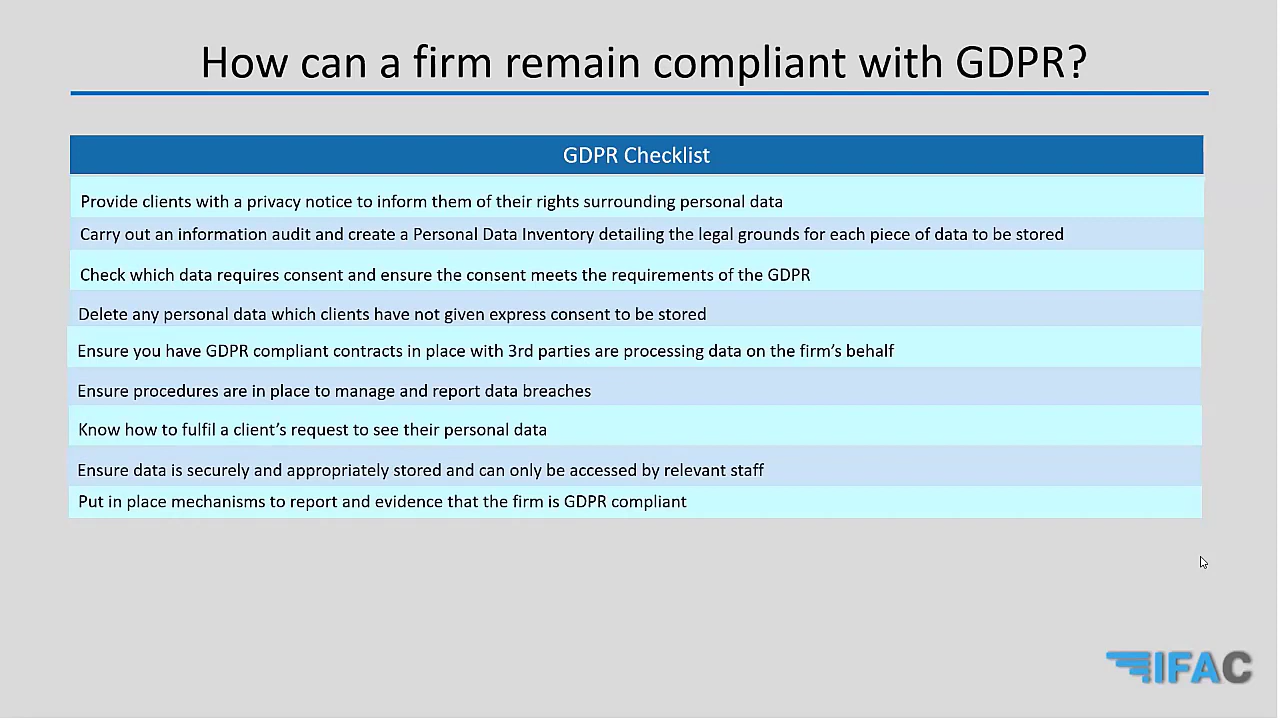 How can a firm remain compliant with GDPR?
GDPR Checklist
Provide clients with a privacy notice to inform them of their rights surrounding personal data
Carry out an information audit and create a Personal Data Inventory detailing the legal grounds for each piece of data to be stored
Check which data requires consent and ensure the consent meets the requirements of the GDPR
Delete any personal data which clients have not given express consent to be stored
Ensure you have GDPR compliant contracts in place with 3rd parties are processing data on the firm’s behalf
Ensure procedures are in place to manage and report data breaches
Know how to fulfil a client’s request to see their personal data
Ensure data is securely and appropriately stored and can only be accessed by relevant staff
Put in place mechanisms to report and evidence that the firm is GDPR compliant
IFAC